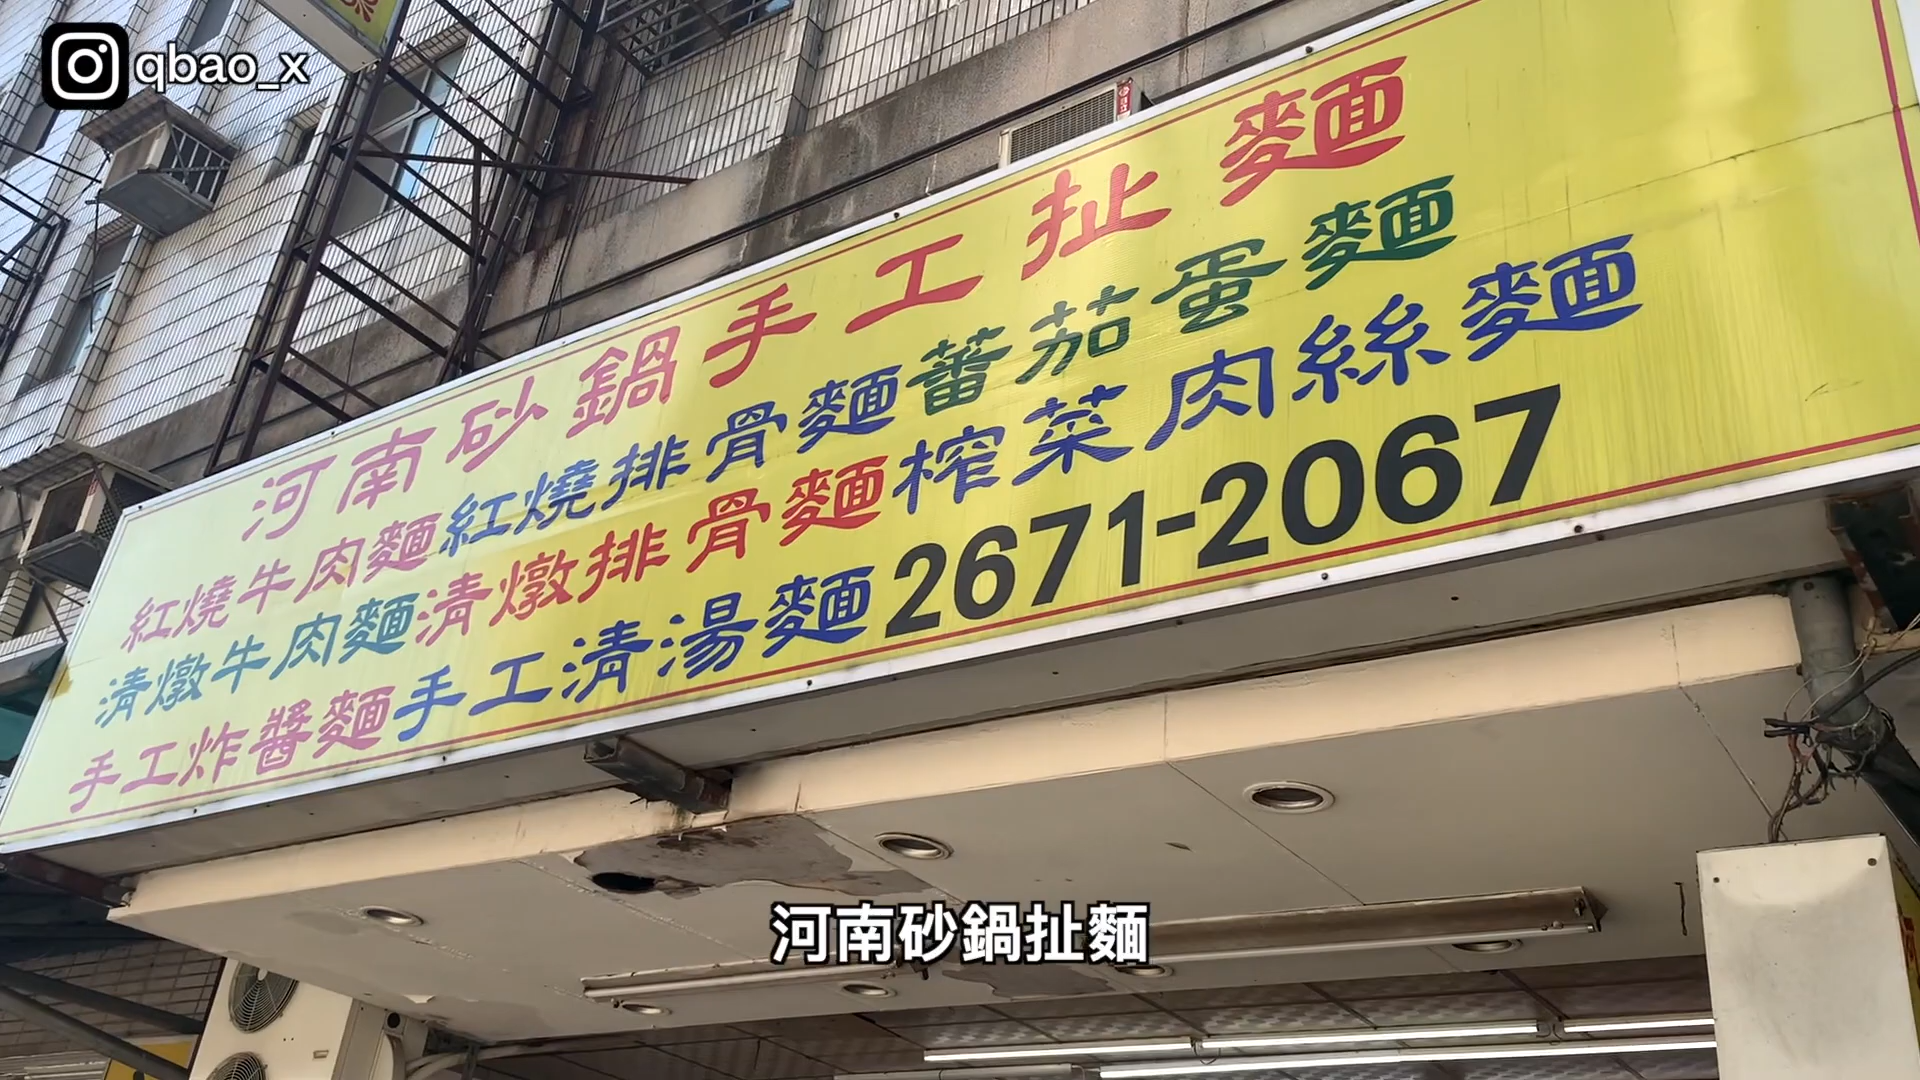 qbao_x
河南砂鍋手工扯麵
紅燒牛肉麵紅燒排骨麵蕃茄蛋麵
清燉牛肉麵清燉排骨麵榨菜肉絲麵
手工炸醬麵手工清湯麵2671-2067
河南砂鍋扯麵